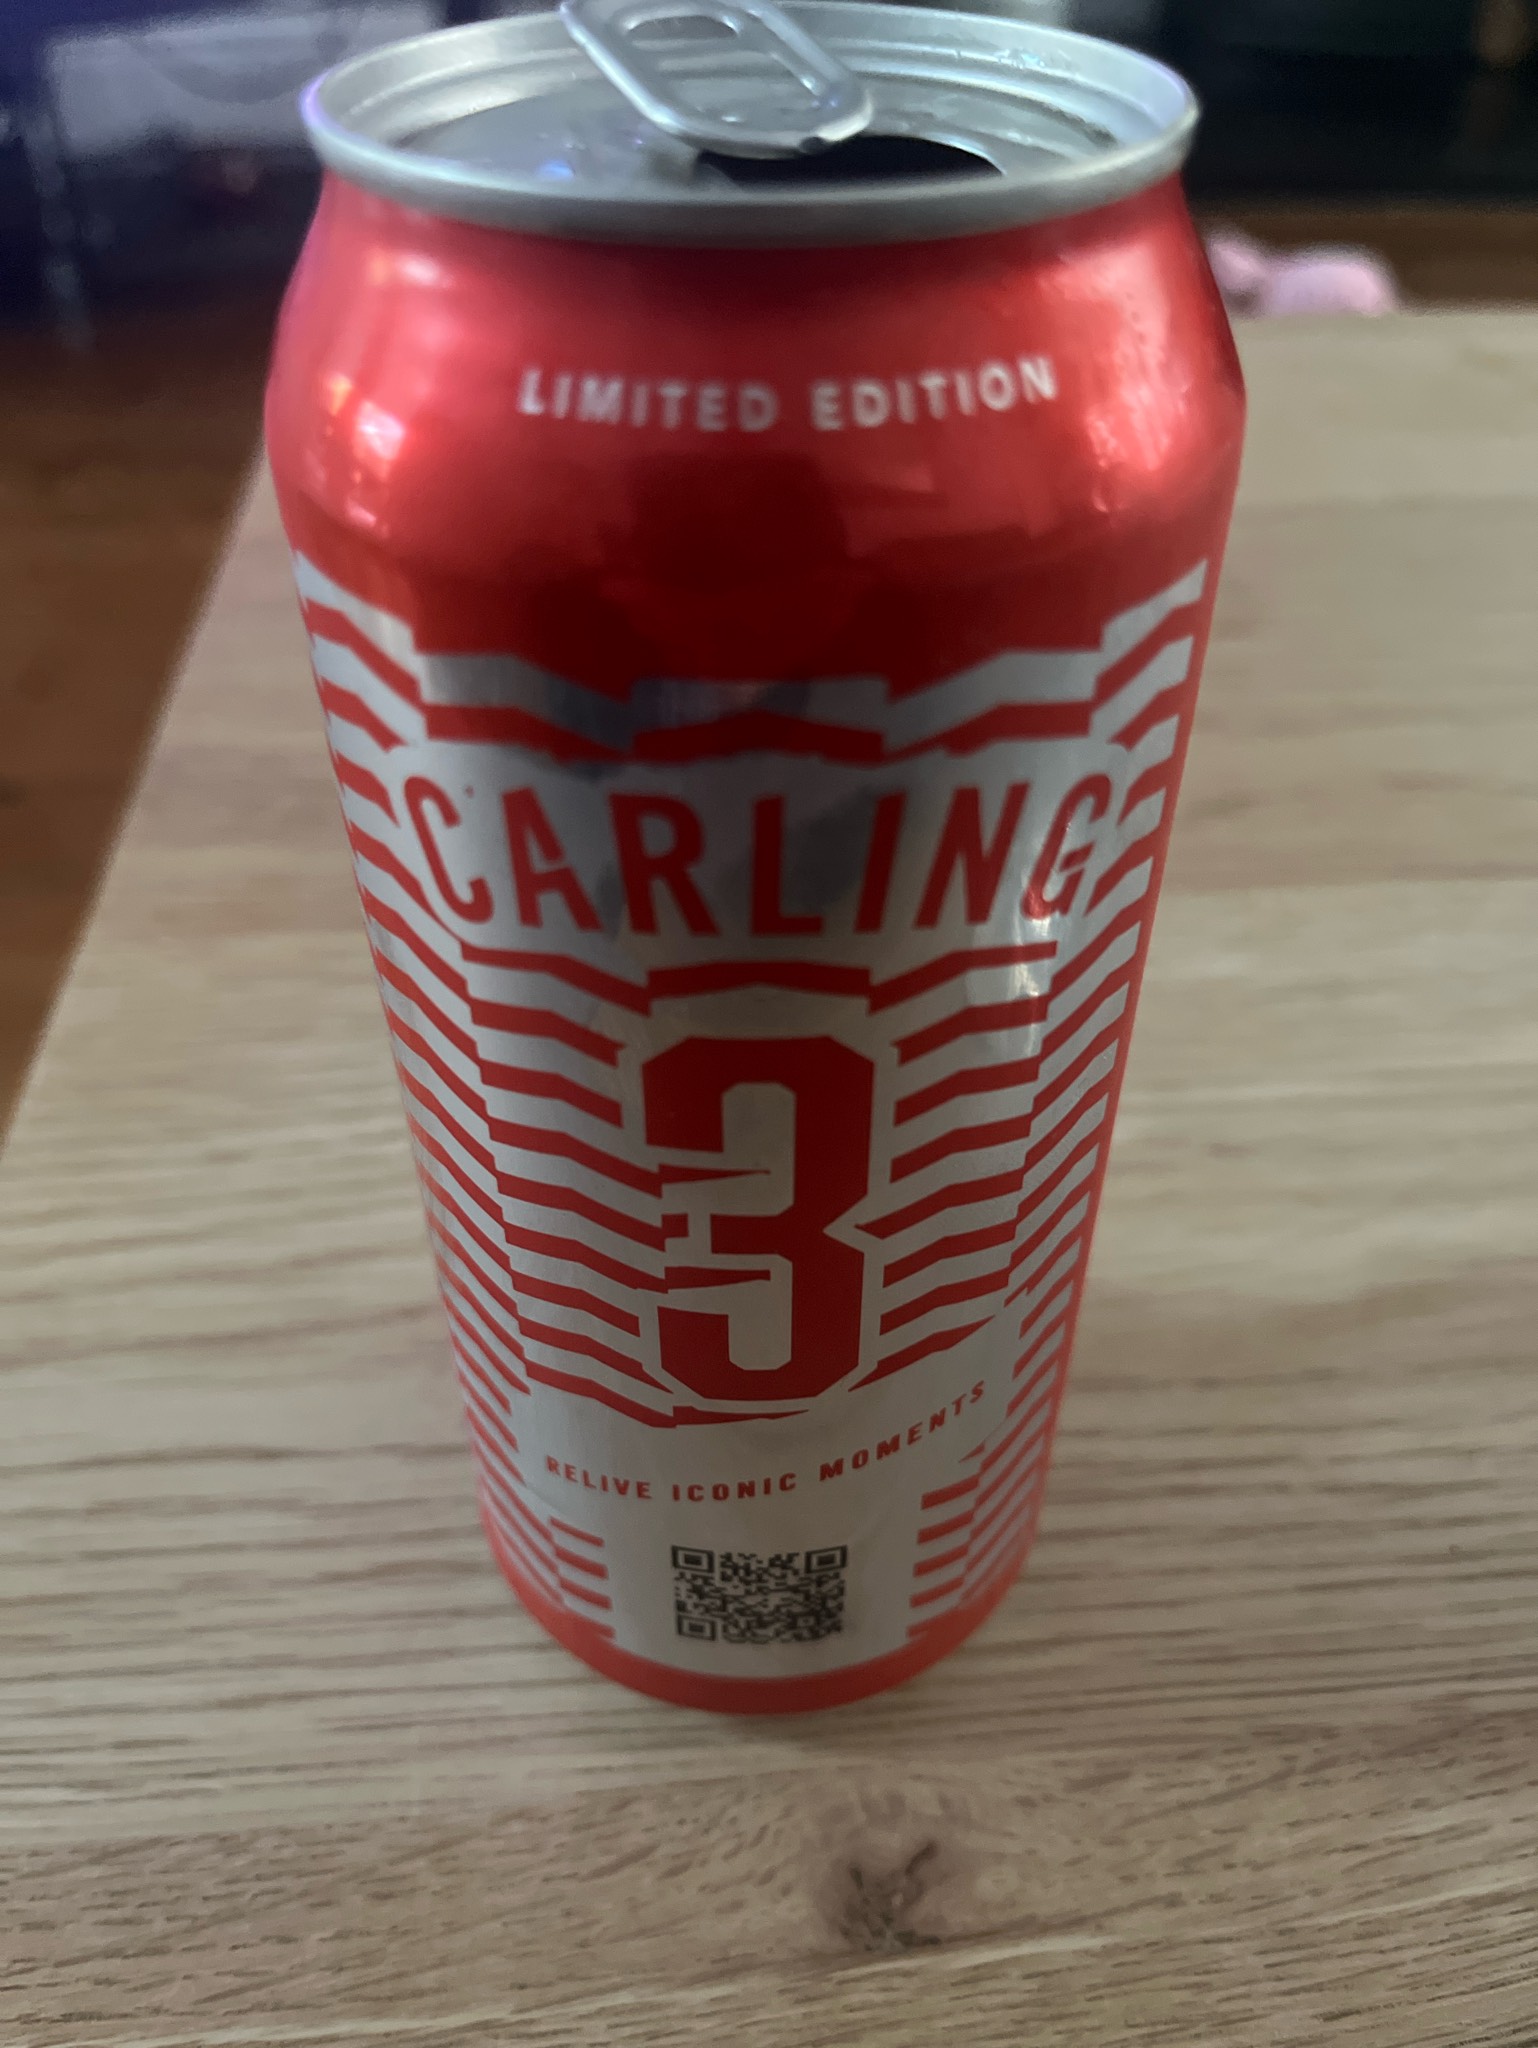 LIMITED EDITION
CARLING
3
RELIVE ICONIC MOMENTS